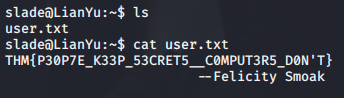 slade@LianYu:~$ ls
user.txt
slade@LianYu:~$ cat user.txt
THM{P30P7E_K33P_53CRET5__C0MPUT3R5_D0N'T}
--Felicity Smoak